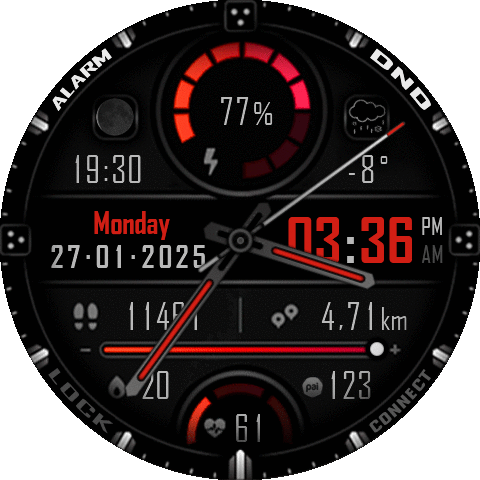 ALARM
DND
77%
19:30
-8°
Monday
27·01·2025
03:36 PM
AM
4,71km
pai 123
61
LOCK
CONNECT